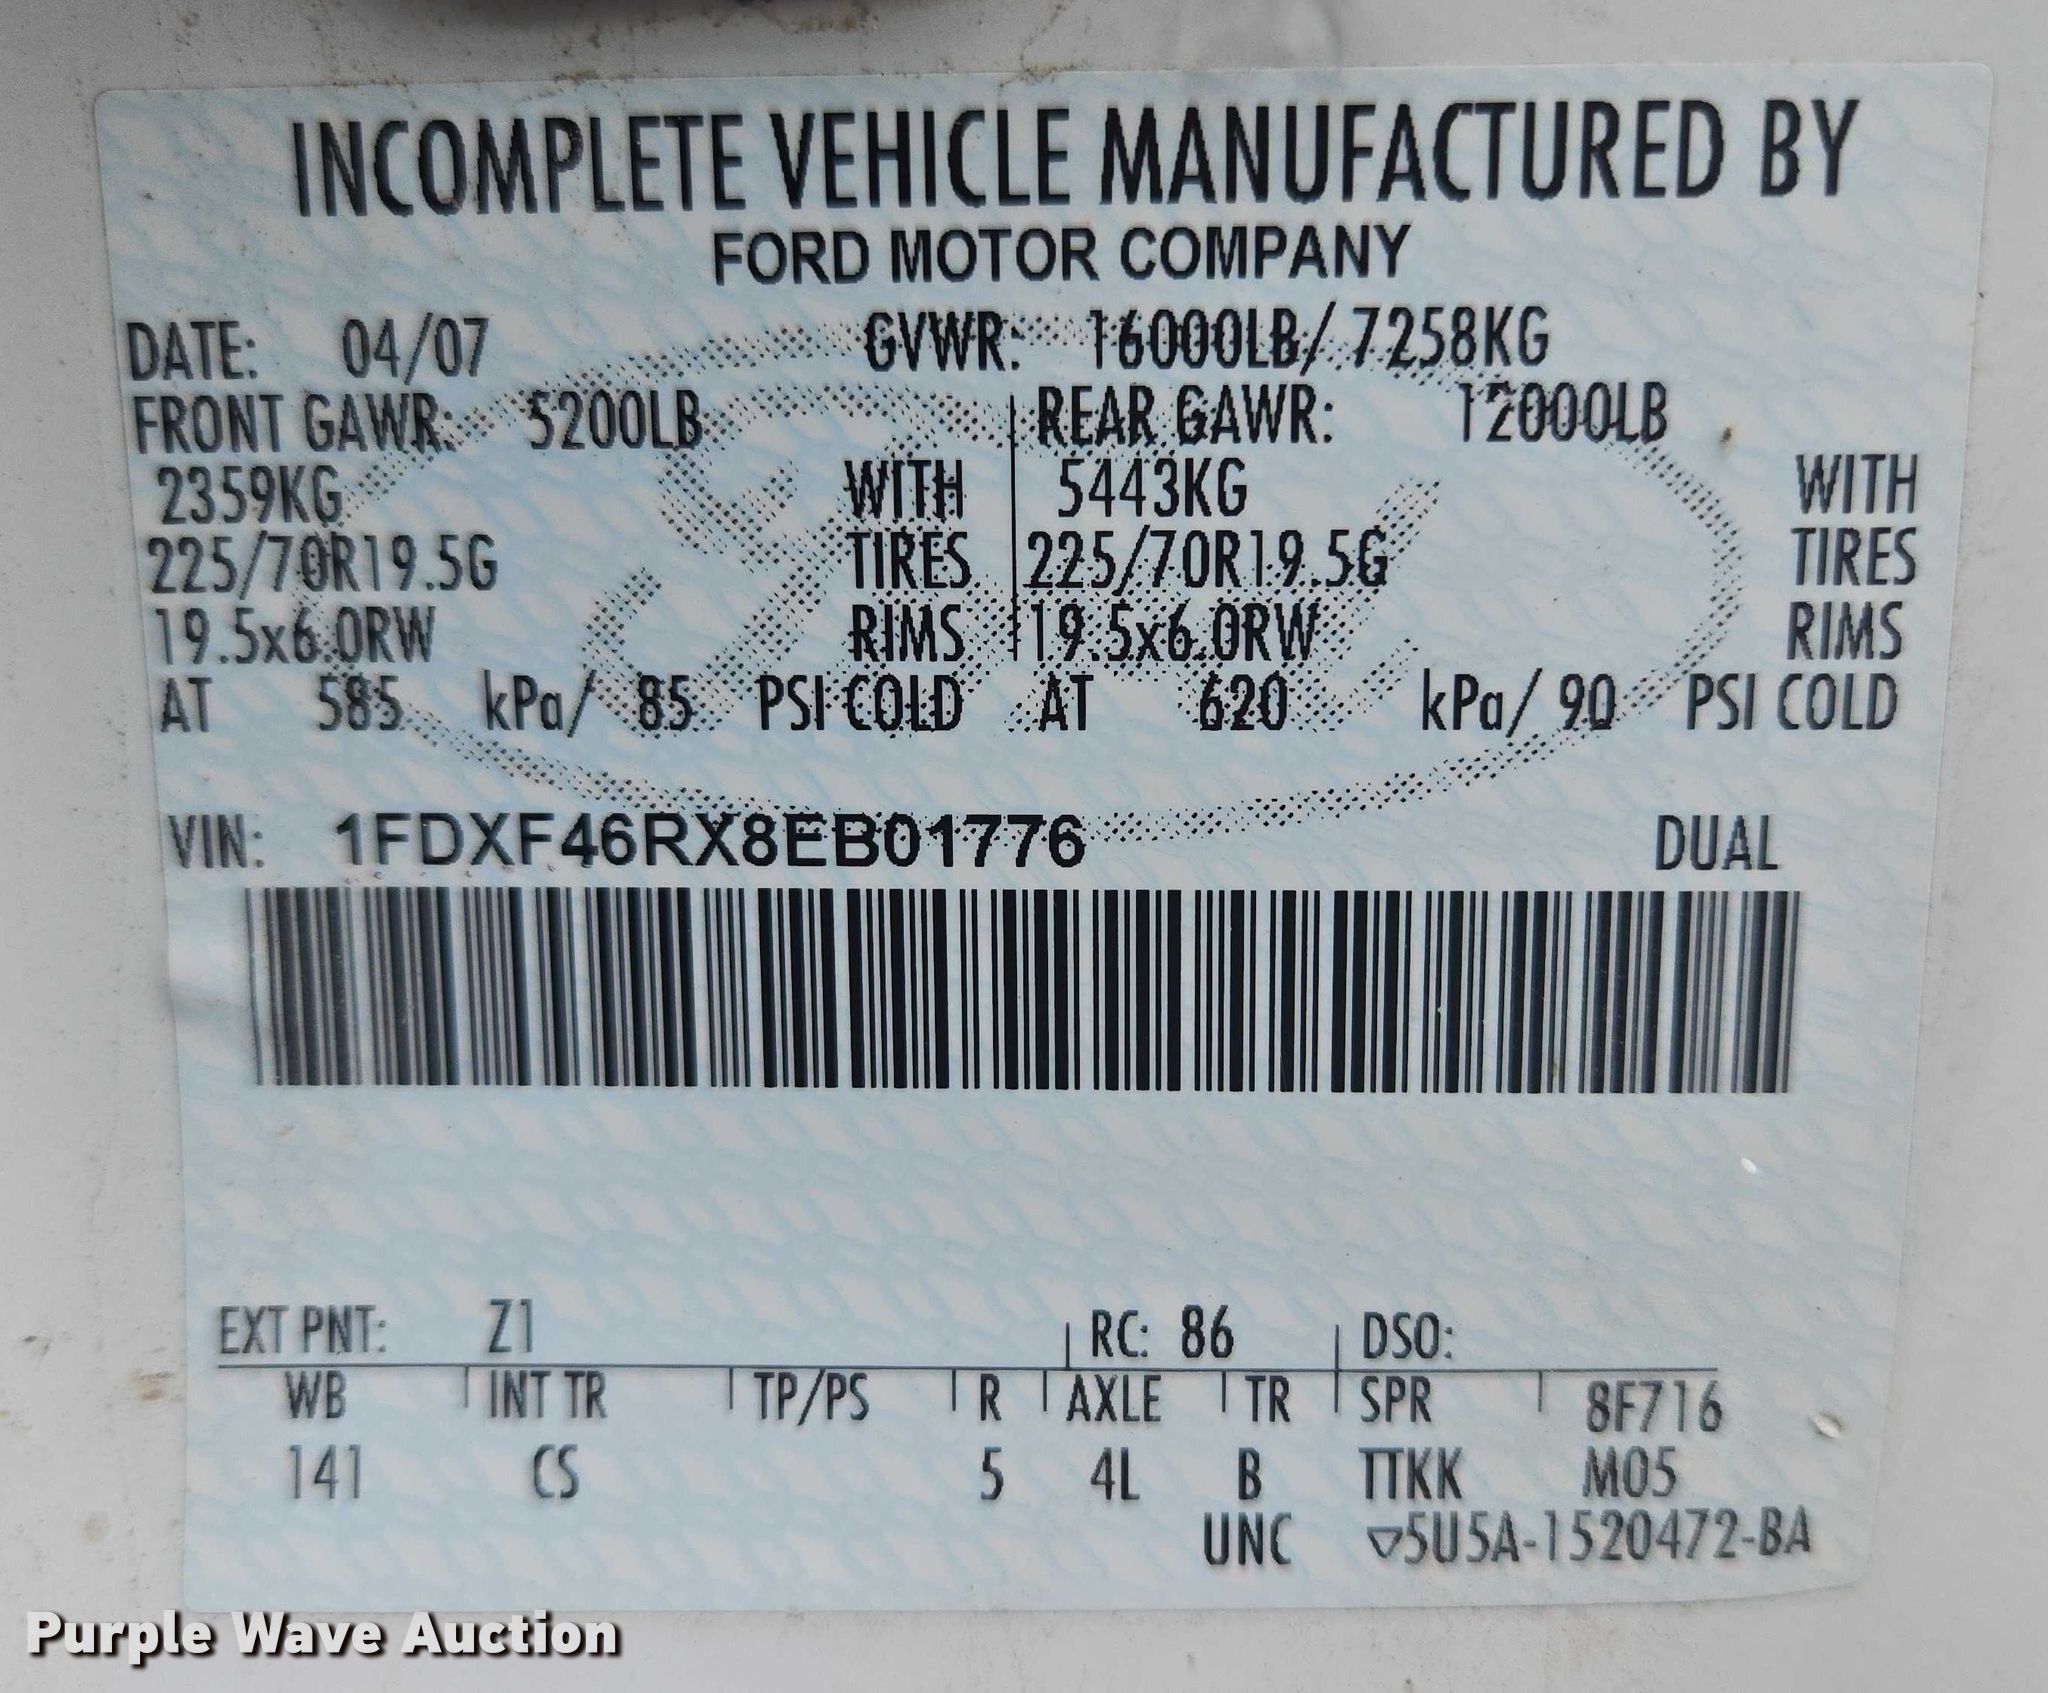 INCOMPLETE VEHICLE MANUFACTURED BY
FORD MOTOR COMPANY
DATE: 04/07 GVWR: 16000LB/ 7258KG
FRONT GAWR: 5200LB REAR GAWR: 12000LB
2359KG WITH 5443KG WITH
225/70R19.5G TIRES 225/70R19.5G TIRES
19.5x6.0RW RIMS 19.5x6.0RW RIMS
AT 585 kPa/ 85 PSI COLD AT 620 kPa/ 90 PSI COLD
VIN: 1FDXF46RX8EB01776 DUAL
EXT PNT: Z1 RC: 86 DSO:
WB INT TR TP/PS R AXLE TR SPR 8F716
141 CS 5 4L B TTKK M05
UNC ▽5U5A-1520472-BA
Purple Wave Auction